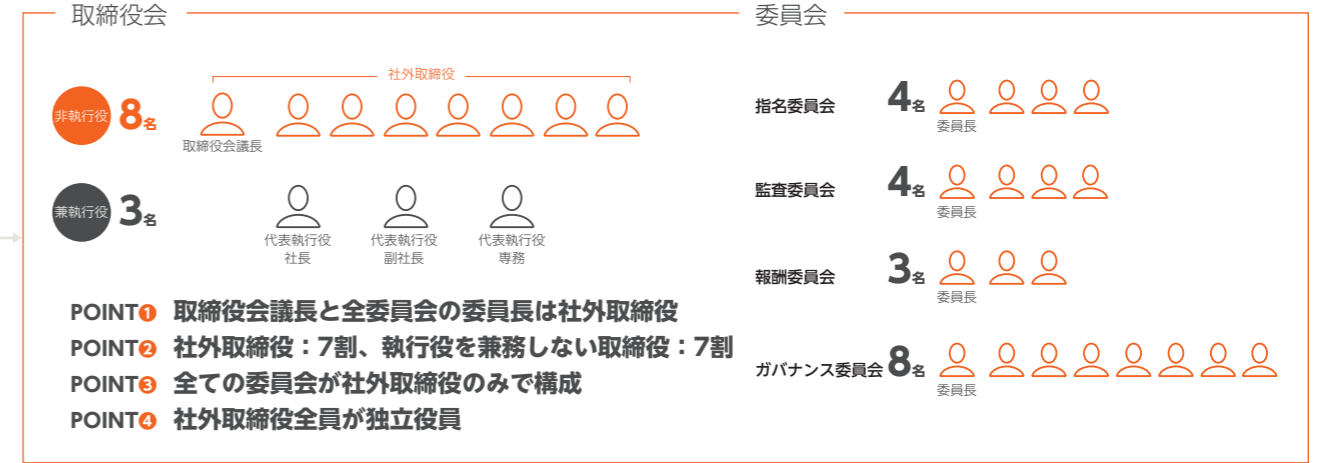 取締役会
社外取締役
非執行役 8名
取締役会議長
兼執行役 3名
代表執行役
社長
代表執行役
副社長
代表執行役
専務
POINT❶ 取締役会議長と全委員会の委員長は社外取締役
POINT❷ 社外取締役：7割、執行役を兼務しない取締役：7割
POINT❸ 全ての委員会が社外取締役のみで構成
POINT❹ 社外取締役全員が独立役員
委員会
指名委員会 4名
委員長
監査委員会 4名
委員長
報酬委員会 3名
委員長
ガバナンス委員会 8名
委員長